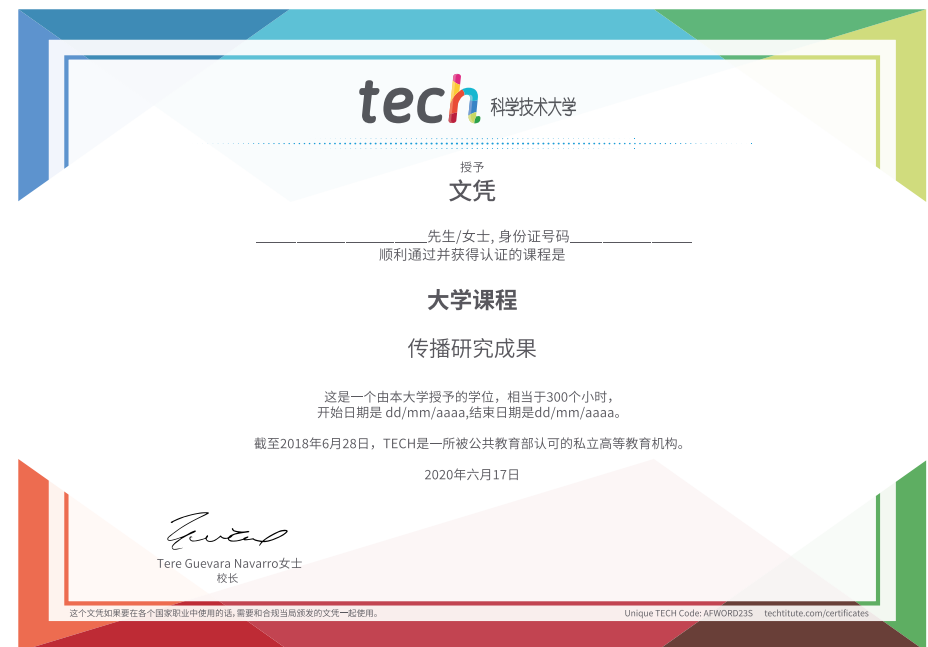 tech 科学技术大学
授予
文凭
________________________先生/女士, 身份证号码_________________
顺利通过并获得认证的课程是
大学课程
传播研究成果
这是一个由本大学授予的学位，相当于300个小时，
开始日期是 dd/mm/aaaa,结束日期是dd/mm/aaaa。
截至2018年6月28日，TECH是一所被公共教育部认可的私立高等教育机构。
2020年六月17日
Tere Guevara Navarro女士
校长
这个文凭如果要在各个国家职业中使用的话,需要和合规当局颁发的文凭一起使用。
Unique TECH Code: AFWORD23S techtitute.com/certificates